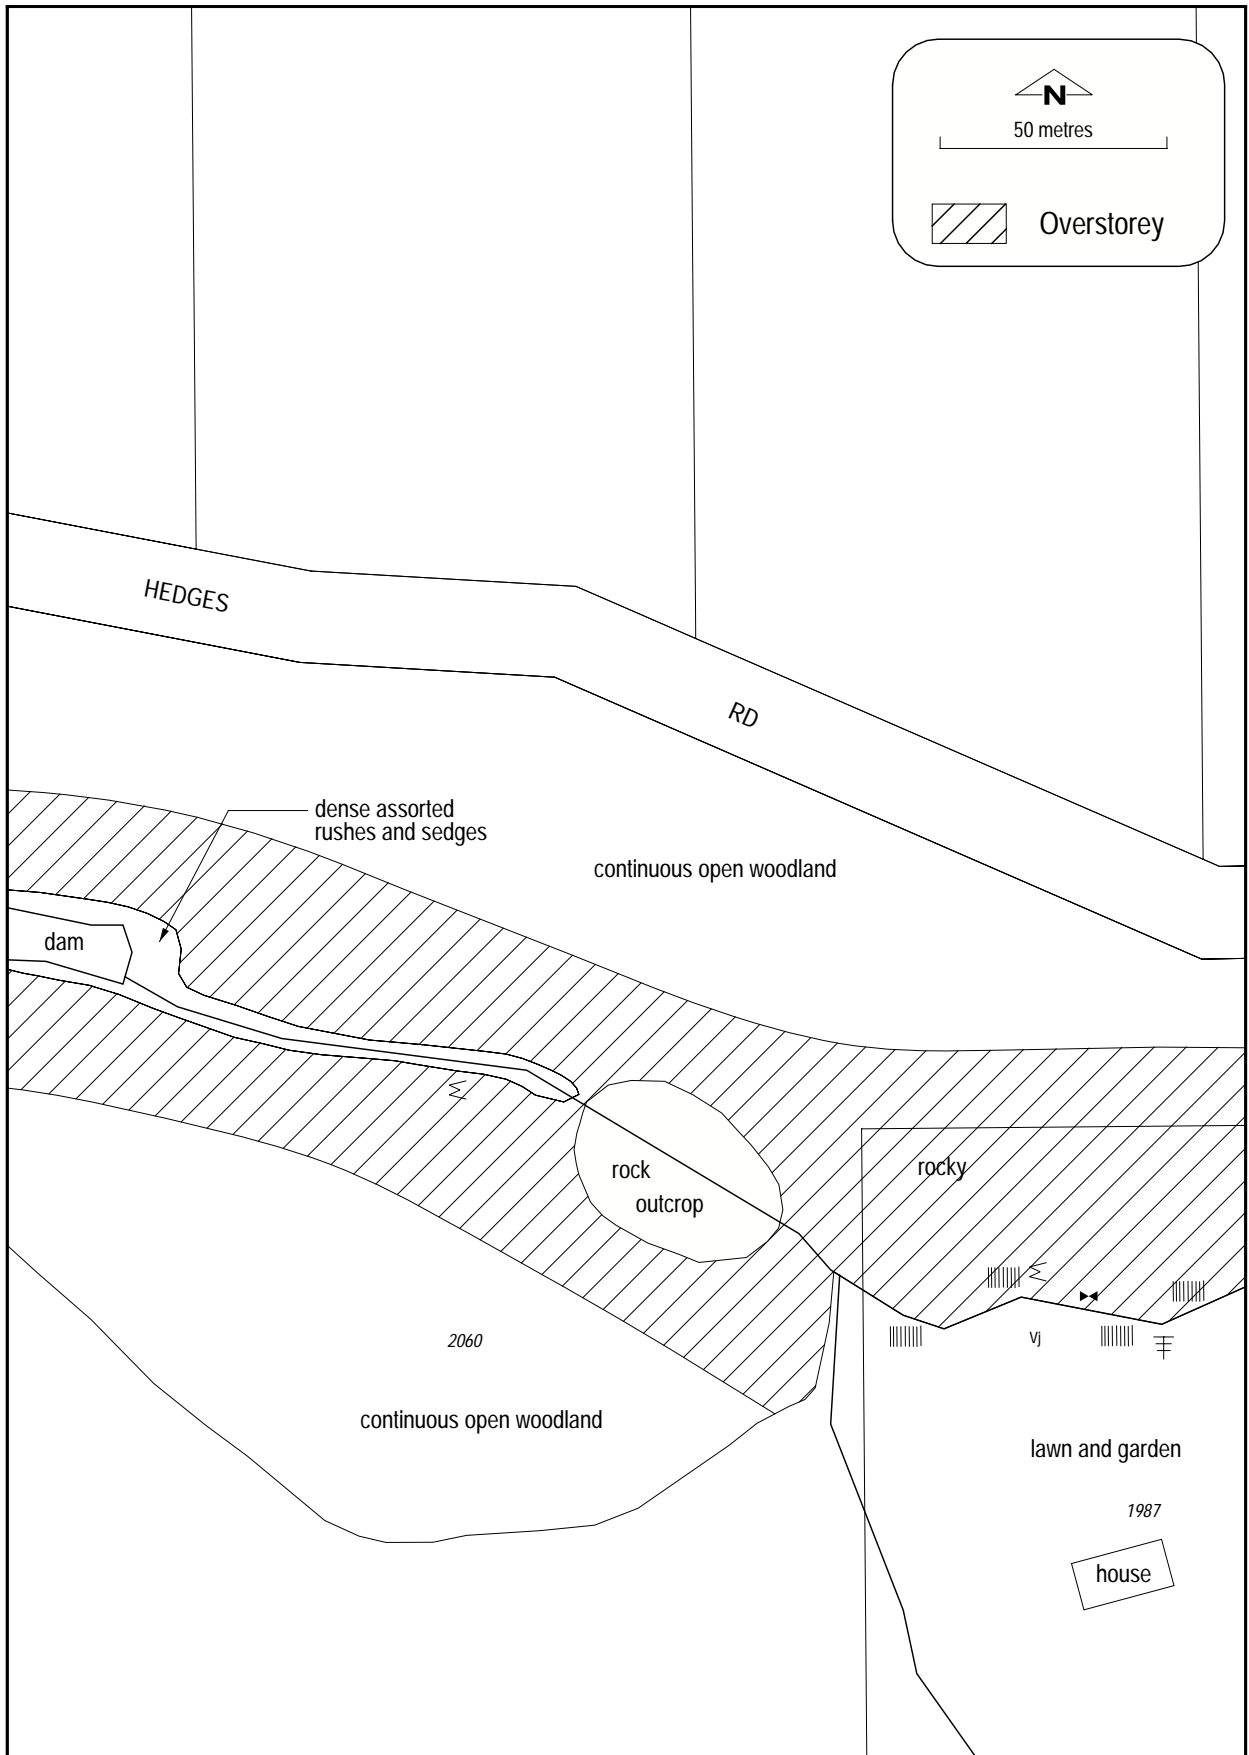 N
50 metres
Overstorey
HEDGES
RD
dense assorted
rushes and sedges
continuous open woodland
dam
rock
outcrop
rocky
2060
Vj
continuous open woodland
lawn and garden
1987
house